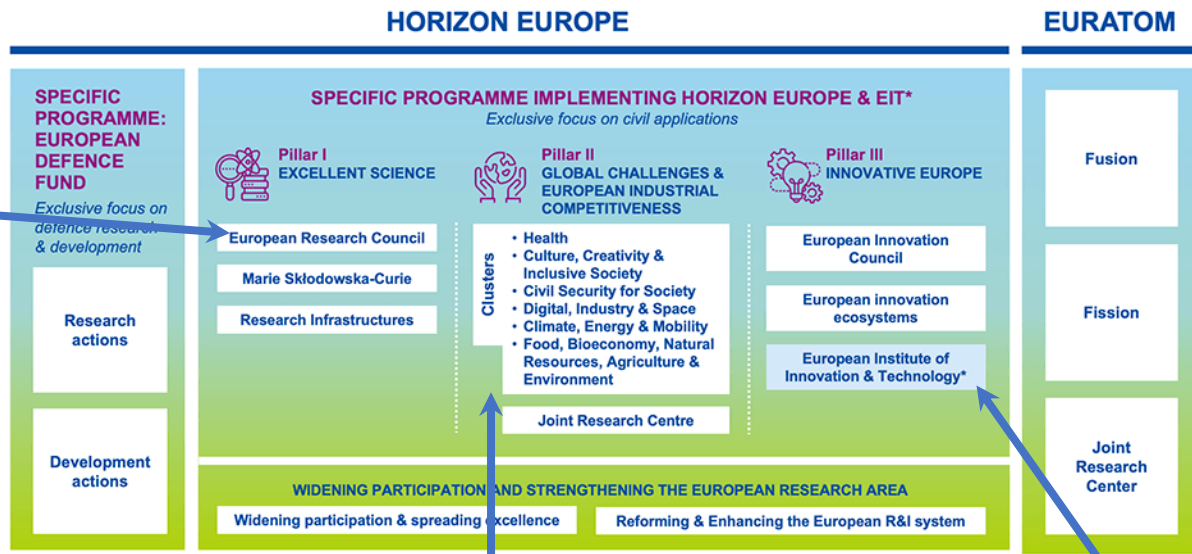 HORIZON EUROPE
EURATOM
SPECIFIC
PROGRAMME:
EUROPEAN
DEFENCE
FUND
Exclusive focus on
defence research
& development
Research
actions
Development
actions
SPECIFIC PROGRAMME IMPLEMENTING HORIZON EUROPE & EIT*
Exclusive focus on civil applications
Pillar I
EXCELLENT SCIENCE
European Research Council
Marie Skłodowska-Curie
Research Infrastructures
Pillar II
GLOBAL CHALLENGES &
EUROPEAN INDUSTRIAL
COMPETITIVENESS
Clusters
• Health
• Culture, Creativity &
Inclusive Society
• Civil Security for Society
• Digital, Industry & Space
• Climate, Energy & Mobility
• Food, Bioeconomy, Natural
Resources, Agriculture &
Environment
Joint Research Centre
Pillar III
INNOVATIVE EUROPE
European Innovation
Council
European innovation
ecosystems
European Institute of
Innovation & Technology*
WIDENING PARTICIPATION AND STRENGTHENING THE EUROPEAN RESEARCH AREA
Widening participation & spreading excellence
Reforming & Enhancing the European R&I system
Fusion
Fission
Joint
Research
Center